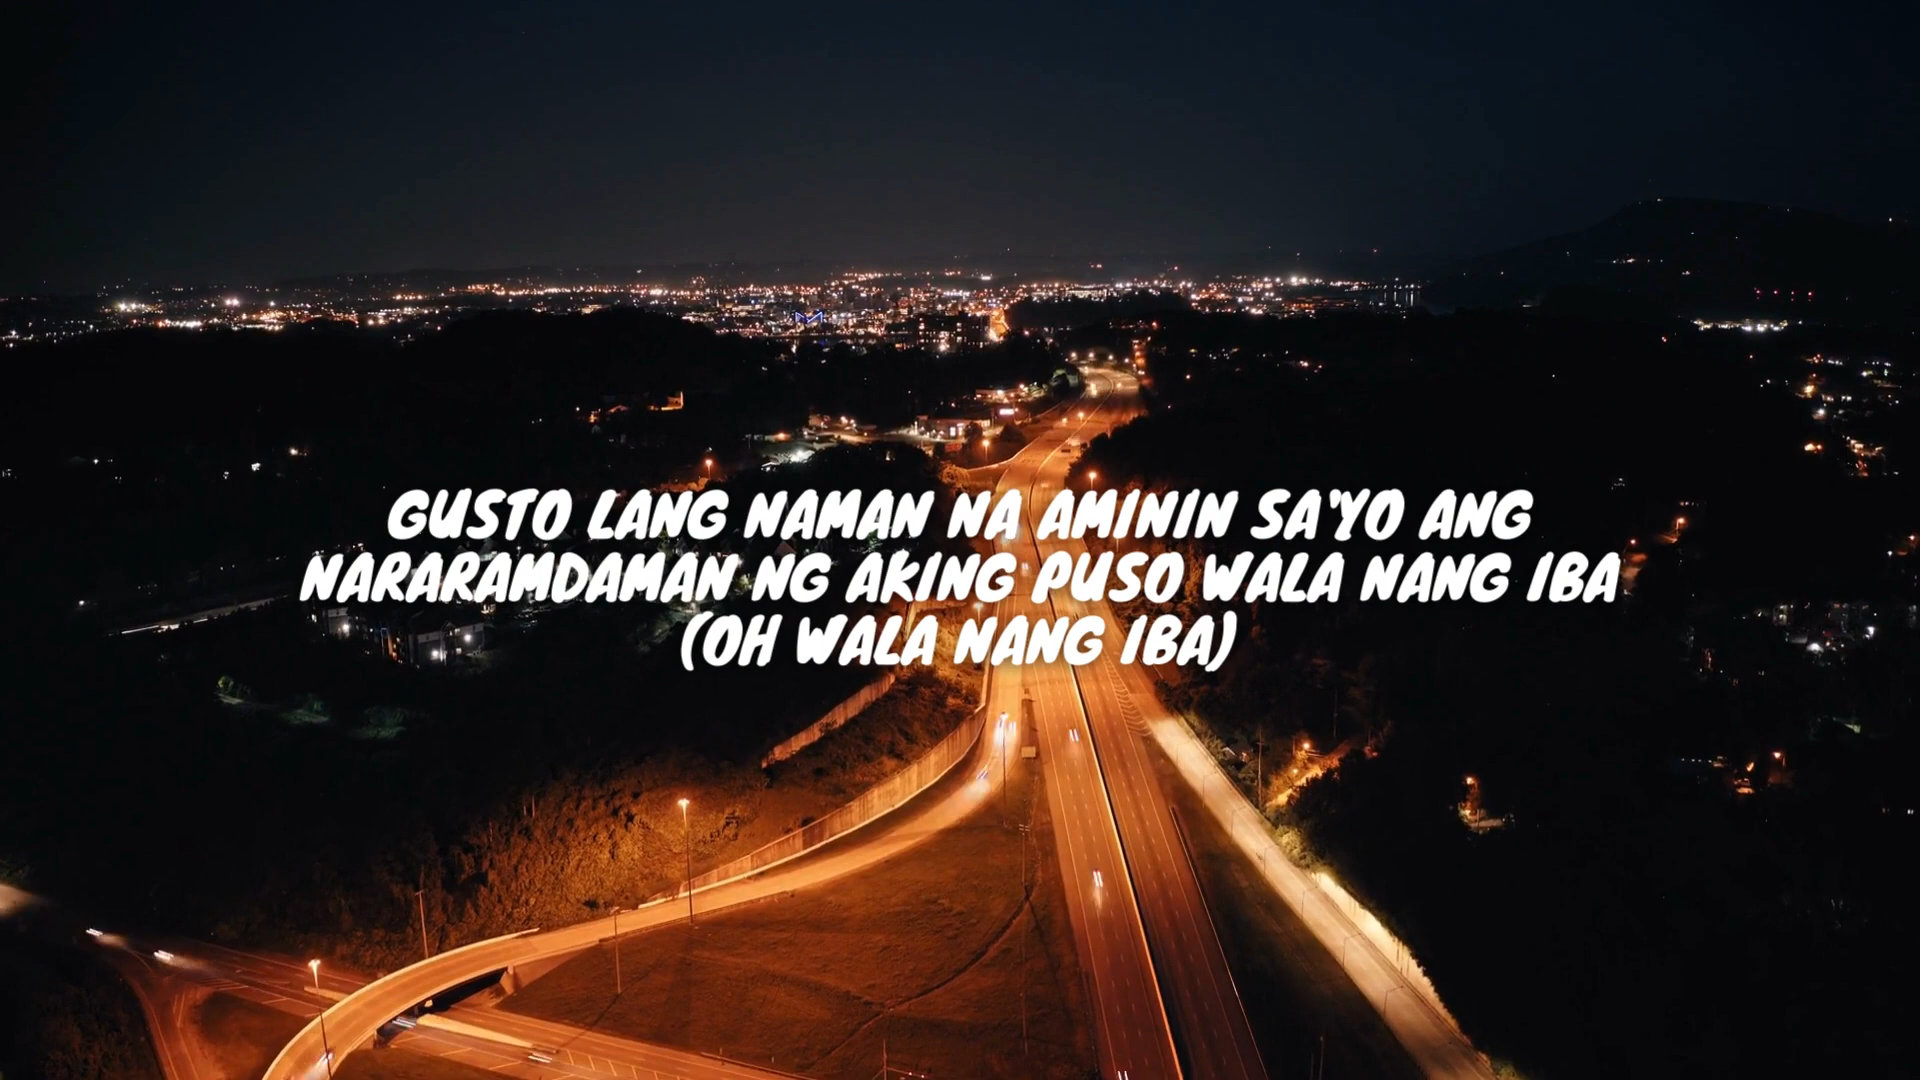 GUSTO LANG NAMAN NA AMININ SA'YO ANG
NARARAMDAMAN NG AKING PUSO WALA NANG IBA
(OH WALA NANG IBA)